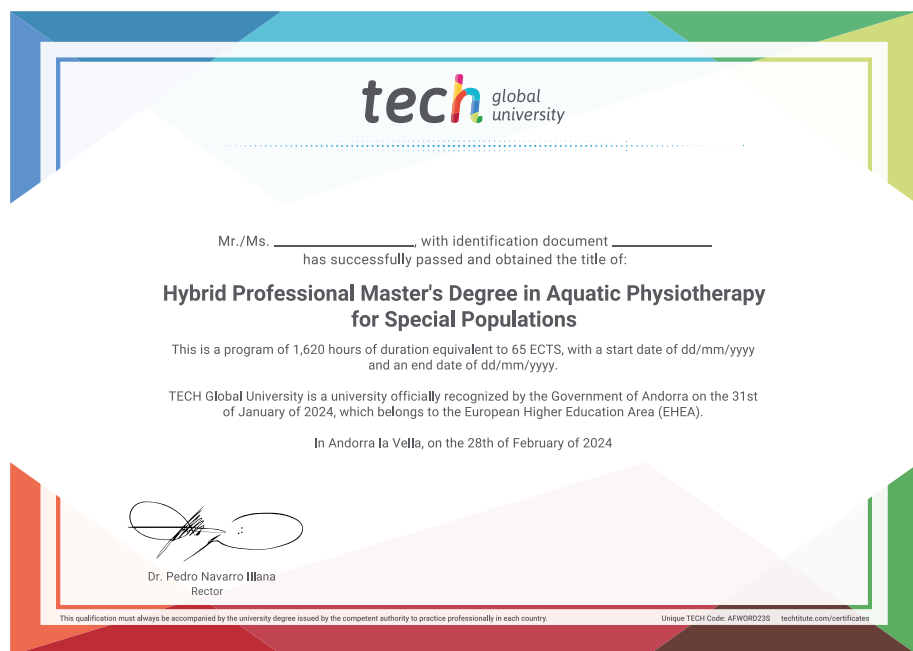 tech global university
Mr./Ms. ____________, with identification document ____________
has successfully passed and obtained the title of:
Hybrid Professional Master's Degree in Aquatic Physiotherapy
for Special Populations
This is a program of 1,620 hours of duration equivalent to 65 ECTS, with a start date of dd/mm/yyyy
and an end date of dd/mm/yyyy.
TECH Global University is a university officially recognized by the Government of Andorra on the 31st
of January of 2024, which belongs to the European Higher Education Area (EHEA).
In Andorra la Vella, on the 28th of February of 2024
Dr. Pedro Navarro Illana
Rector
This qualification must always be accompanied by the university degree issued by the competent authority to practice professionally in each country.
Unique TECH Code: AFWORD23S techtitute.com/certificates